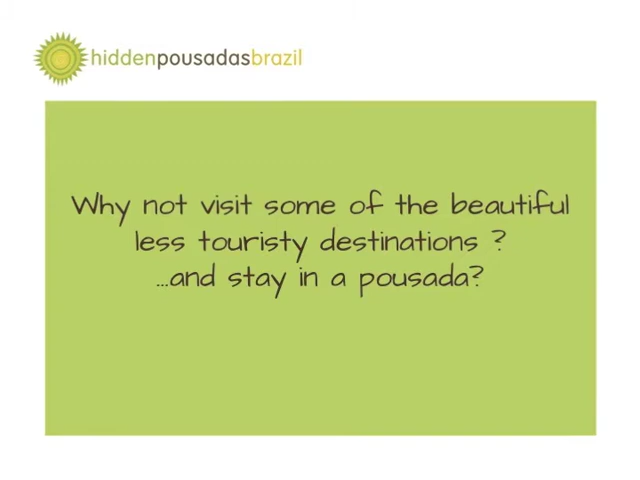 hiddenpousadasbrazil
Why not visit some of the beautiful
less touristy destinations ?
...and stay in a pousada?